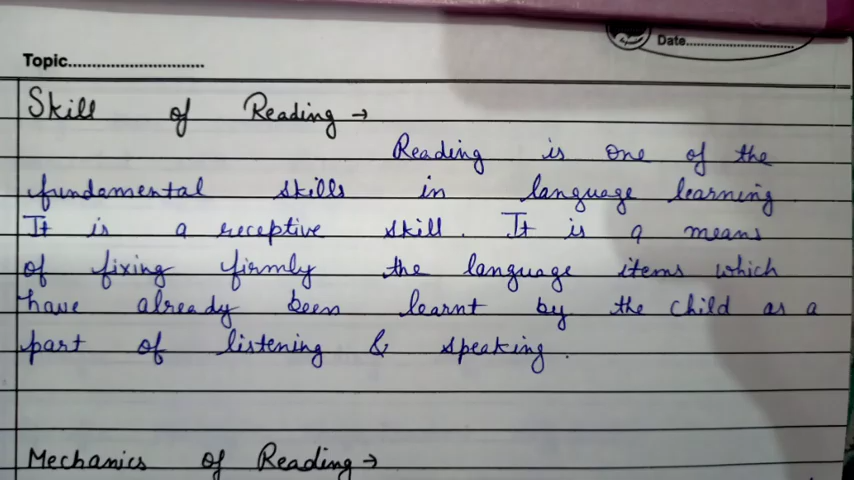 Date....................
Topic..............................
Skill of Reading →
Reading is one of the
fundamental skills in language learning
It is a receptive skill. It is a means
of fixing firmly the language items which
have already been learnt by the child as a
part of listening & speaking.
Mechanics of Reading →